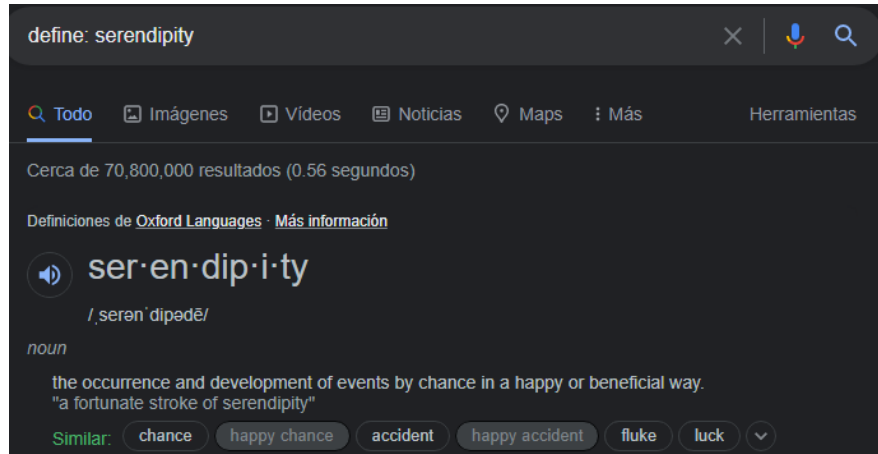 define: serendipity
Todo Imágenes Vídeos Noticias Maps Más Herramientas
Cerca de 70,800,000 resultados (0.56 segundos)
Definiciones de Oxford Languages · Más información
ser·en·dip·i·ty
/ˌserənˈdipədē/
noun
the occurrence and development of events by chance in a happy or beneficial way.
"a fortunate stroke of serendipity"
Similar: chance happy chance accident happy accident fluke luck